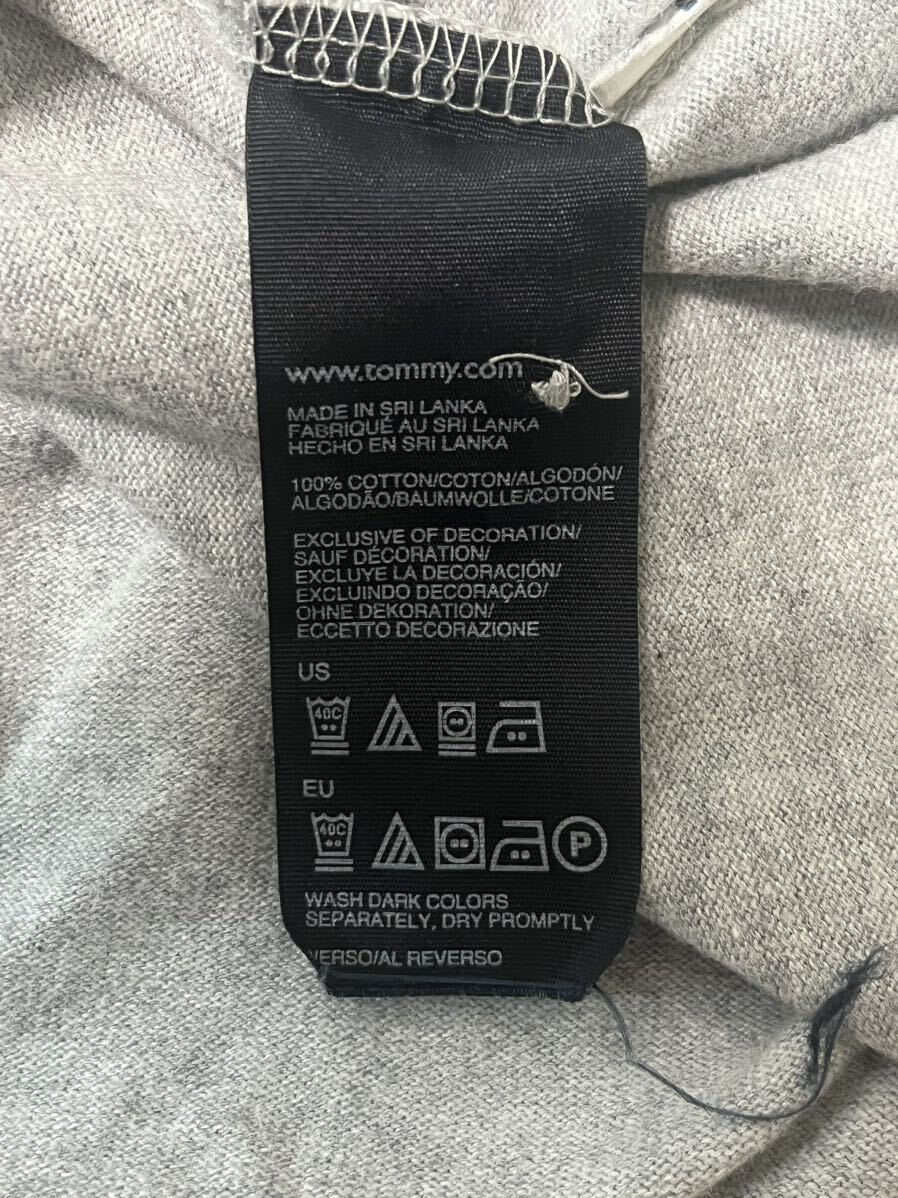 www.tommy.com
MADE IN SRI LANKA
FABRIQUÉ AU SRI LANKA
HECHO EN SRI LANKA
100% COTTON/COTON/ALGODÓN/
ALGODÃO/BAUMWOLLE/COTONE
EXCLUSIVE OF DECORATION/
SAUF DÉCORATION/
EXCLUYE LA DECORACIÓN/
EXCLUINDO DECORAÇÃO/
OHNE DEKORATION/
ECCETTO DECORAZIONE
US
40C
EU
40C P
WASH DARK COLORS
SEPARATELY, DRY PROMPTLY
VERSO/AL REVERSO